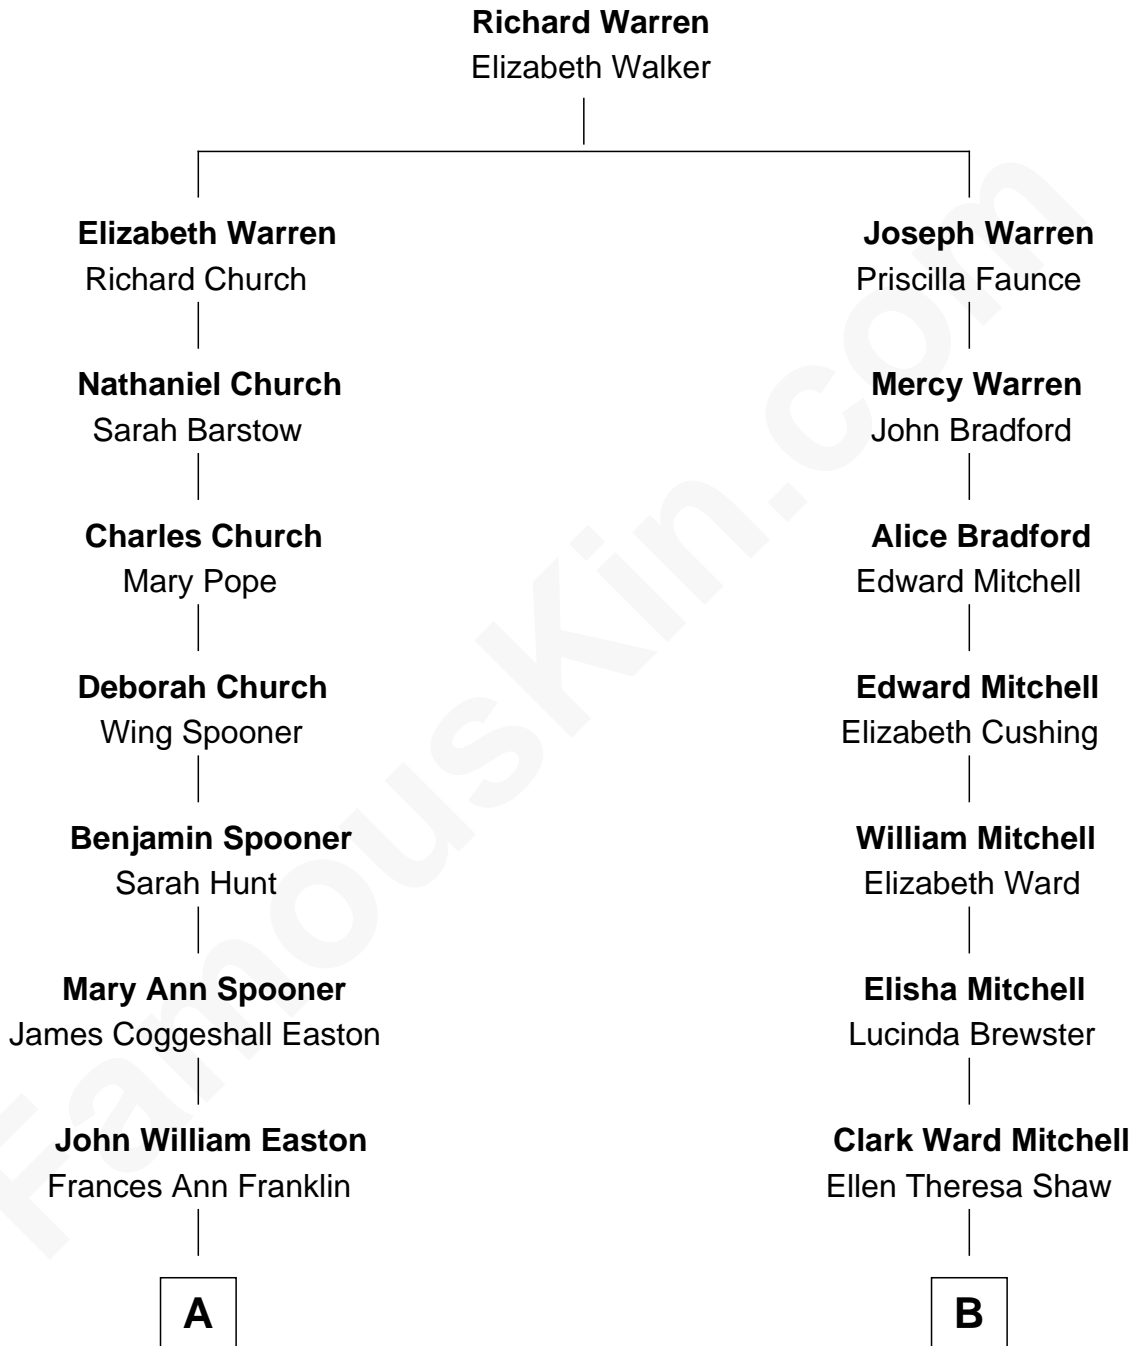 Richard Warren
Elizabeth Walker
Elizabeth Warren
Richard Church
Nathaniel Church
Sarah Barstow
Charles Church
Mary Pope
Deborah Church
Wing Spooner
Benjamin Spooner
Sarah Hunt
Mary Ann Spooner
James Coggeshall Easton
John William Easton
Frances Ann Franklin
A
Joseph Warren
Priscilla Faunce
Mercy Warren
John Bradford
Alice Bradford
Edward Mitchell
Edward Mitchell
Elizabeth Cushing
William Mitchell
Elizabeth Ward
Elisha Mitchell
Lucinda Brewster
Clark Ward Mitchell
Ellen Theresa Shaw
B
FamousKin.com